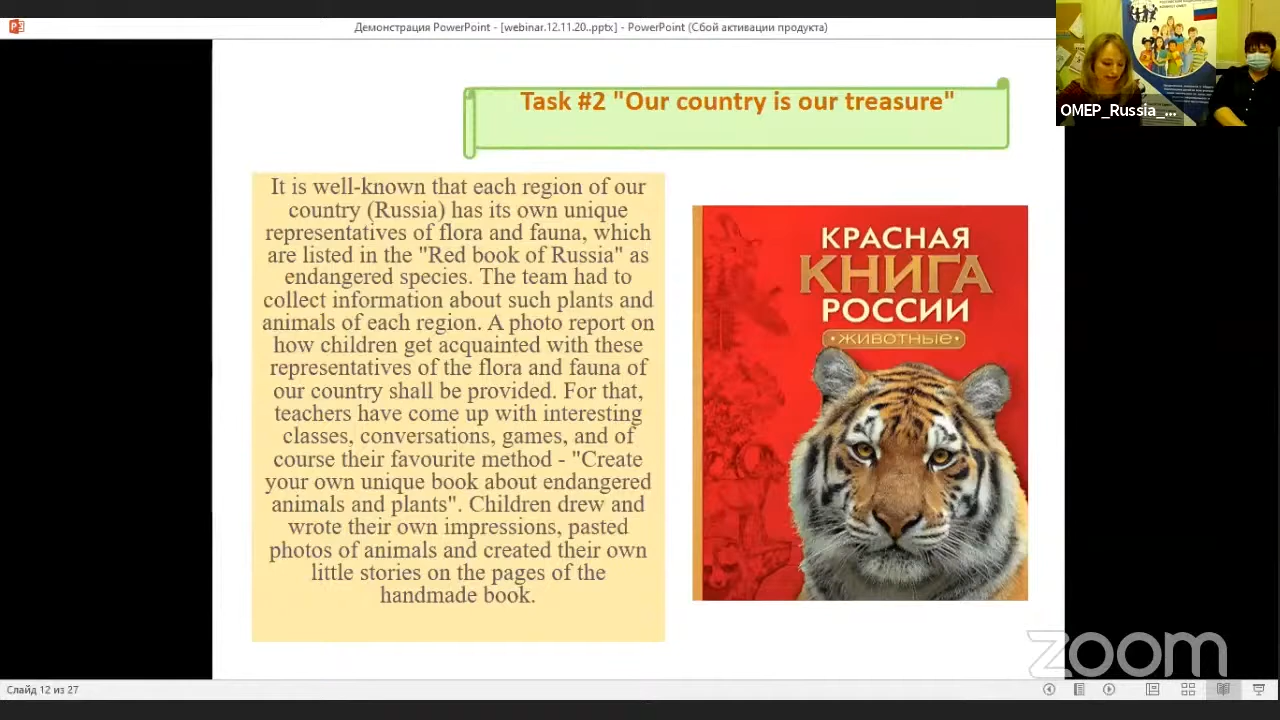 Демонстрация PowerPoint - [webinar.12.11.20..pptx] - PowerPoint (Сбой активации продукта)
OMEP_Russia_...
Task #2 "Our country is our treasure"
It is well-known that each region of our
country (Russia) has its own unique
representatives of flora and fauna, which
are listed in the "Red book of Russia" as
endangered species. The team had to
collect information about such plants and
animals of each region. A photo report on
how children get acquainted with these
representatives of the flora and fauna of
our country shall be provided. For that,
teachers have come up with interesting
classes, conversations, games, and of
course their favourite method - "Create
your own unique book about endangered
animals and plants". Children drew and
wrote their own impressions, pasted
photos of animals and created their own
little stories on the pages of the
handmade book.
КРАСНАЯ
КНИГА
РОССИИ
•ЖИВОТНЫЕ•
zoom
Слайд 12 из 27